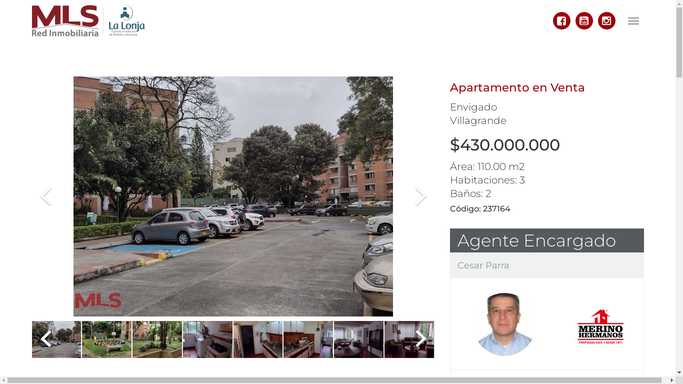 MLS
Red Inmobiliaria
La Lonja
Apartamento en Venta
Envigado
Villagrande
$430.000.000
Área: 110.00 m2
Habitaciones: 3
Baños: 2
Código: 237164
MLS
Agente Encargado
Cesar Parra
MERINO
HERMANOS